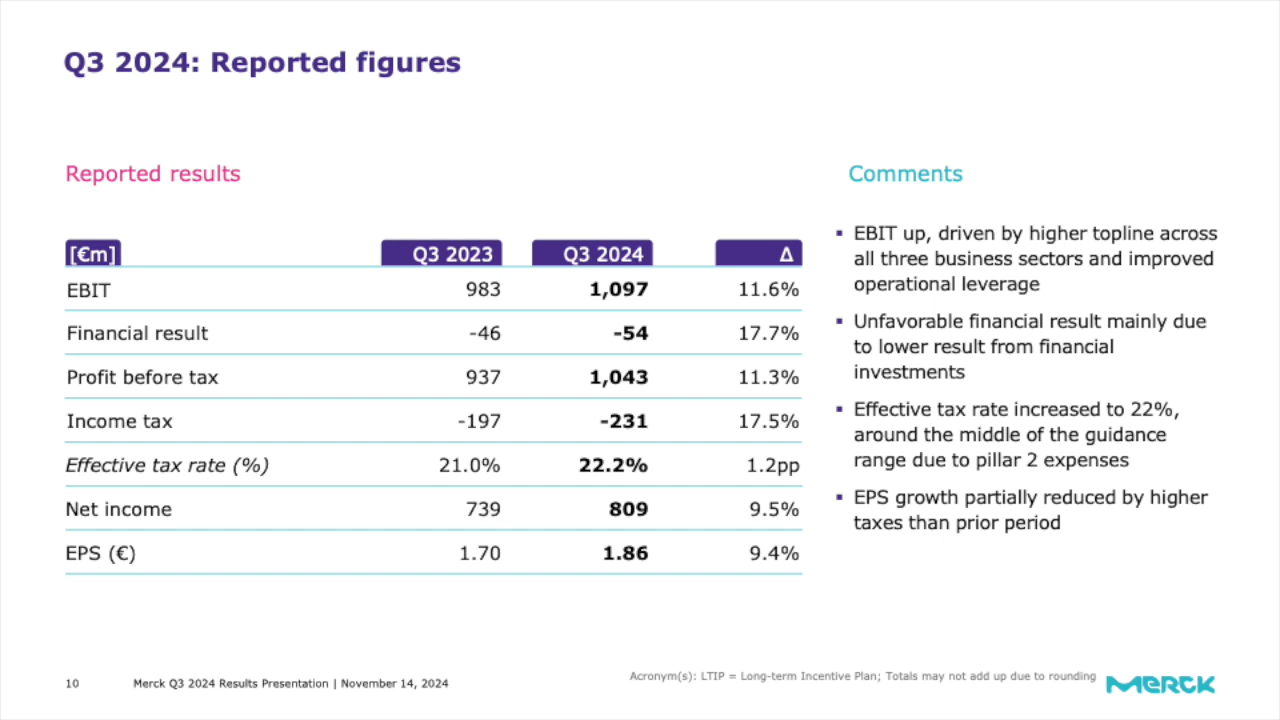 Q3 2024: Reported figures
Reported results
[€m] Q3 2023 Q3 2024 Δ
EBIT 983 1,097 11.6%
Financial result -46 -54 17.7%
Profit before tax 937 1,043 11.3%
Income tax -197 -231 17.5%
Effective tax rate (%) 21.0% 22.2% 1.2pp
Net income 739 809 9.5%
EPS (€) 1.70 1.86 9.4%
Comments
▪ EBIT up, driven by higher topline across
all three business sectors and improved
operational leverage
▪ Unfavorable financial result mainly due
to lower result from financial
investments
▪ Effective tax rate increased to 22%,
around the middle of the guidance
range due to pillar 2 expenses
▪ EPS growth partially reduced by higher
taxes than prior period
10 Merck Q3 2024 Results Presentation | November 14, 2024
Acronym(s): LTIP = Long-term Incentive Plan; Totals may not add up due to rounding
MERCK